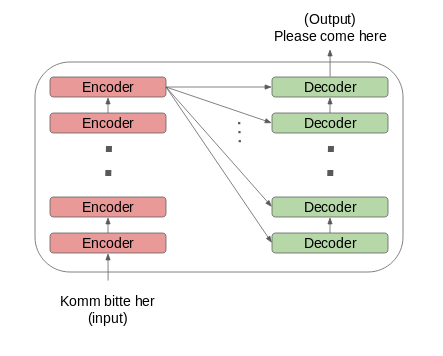 (Output)
Please come here
Encoder
Decoder
Encoder
Decoder
Encoder
Decoder
Encoder
Decoder
Komm bitte her
(input)